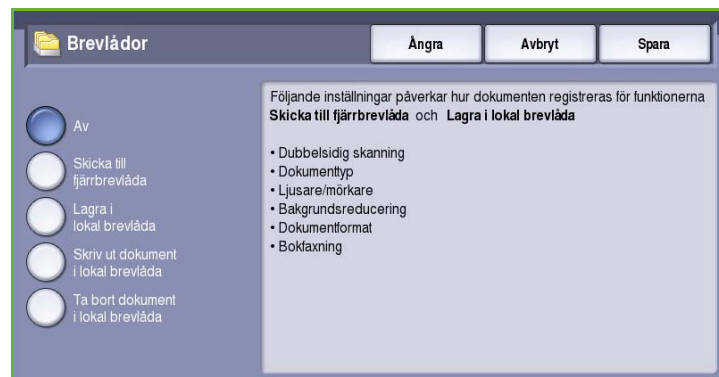 Brevlådor
Ångra
Avbryt
Spara
Av
Skicka till
fjärrbrevlåda
Lagra i
lokal brevlåda
Skriv ut dokument
i lokal brevlåda
Ta bort dokument
i lokal brevlåda
Följande inställningar påverkar hur dokumenten registreras för funktionerna
Skicka till fjärrbrevlåda och Lagra i lokal brevlåda
• Dubbelsidig skanning
• Dokumenttyp
• Ljusare/mörkare
• Bakgrundsreducering
• Dokumentformat
• Bokfaxning